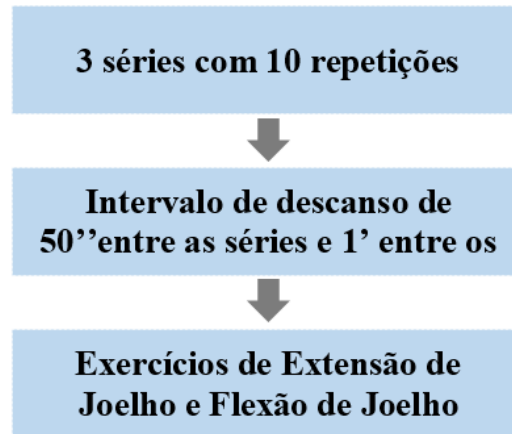 3 séries com 10 repetições
Intervalo de descanso de
50’’entre as séries e 1’ entre os
Exercícios de Extensão de
Joelho e Flexão de Joelho